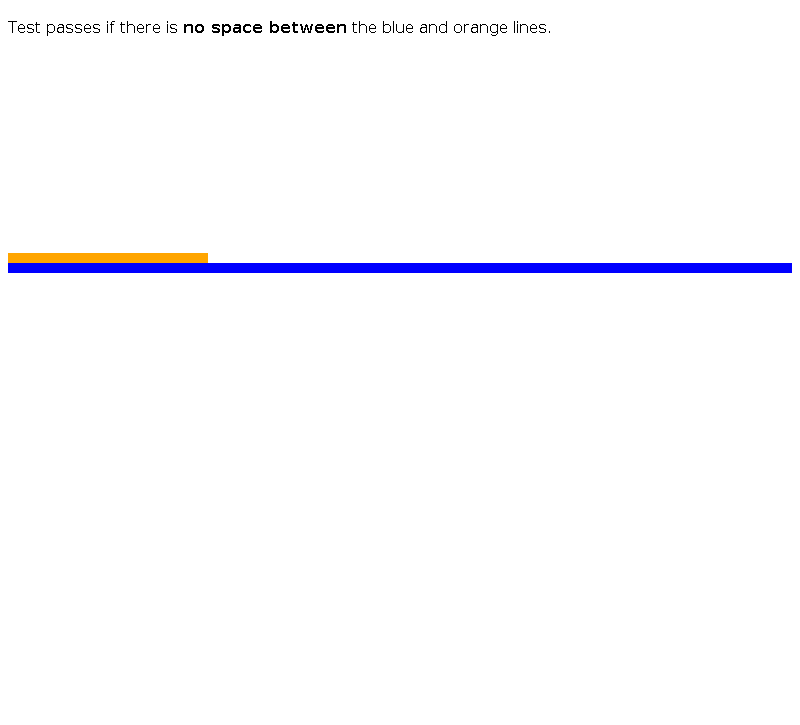 Test passes if there is no space between the blue and orange lines.